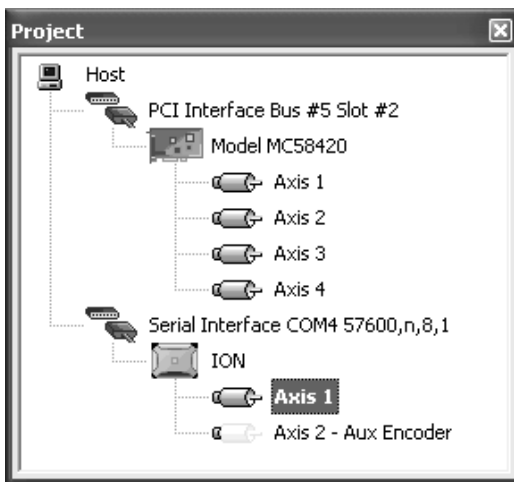 Project
Host
PCI Interface Bus #5 Slot #2
Model MC58420
Axis 1
Axis 2
Axis 3
Axis 4
Serial Interface COM4 57600,n,8,1
ION
Axis 1
Axis 2 - Aux Encoder